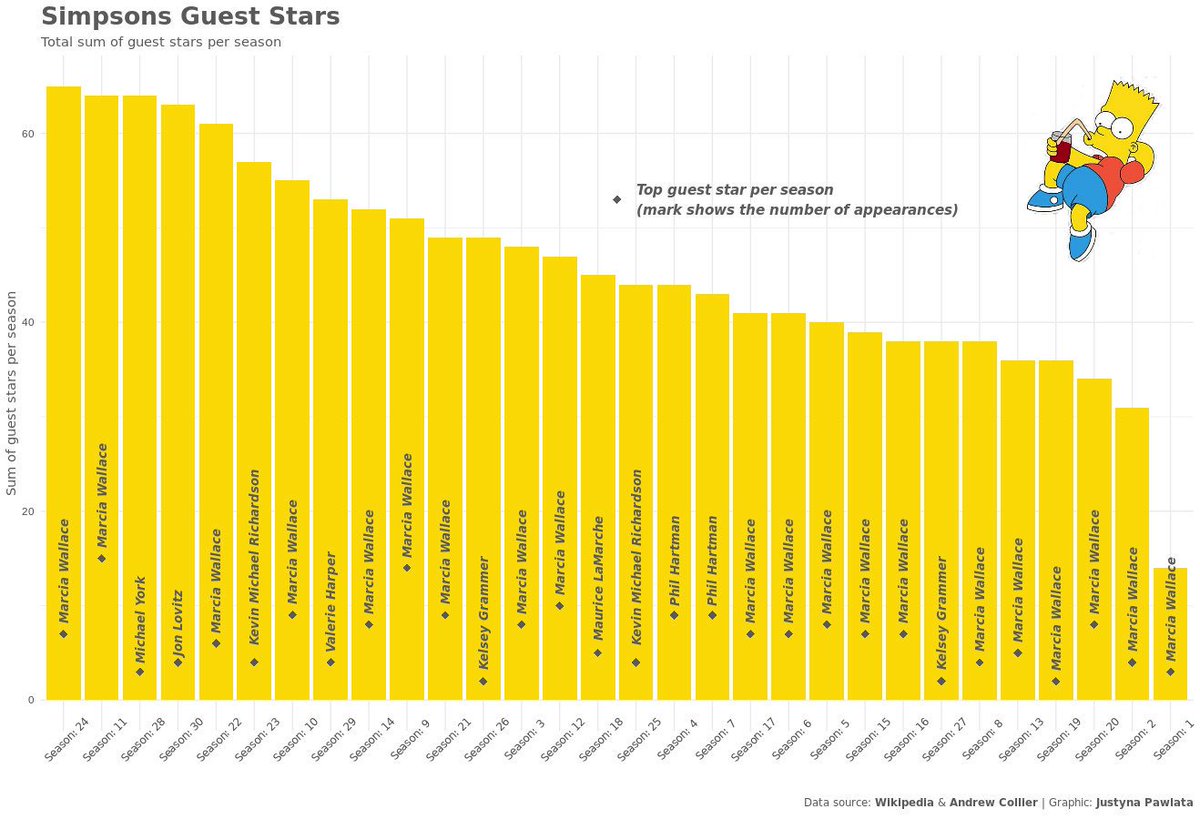 Simpsons Guest Stars
Total sum of guest stars per season
Sum of guest stars per season
60
40
20
0
Top guest star per season
(mark shows the number of appearances)
Marcia Wallace
Marcia Wallace
Michael York
Jon Lovitz
Marcia Wallace
Kevin Michael Richardson
Marcia Wallace
Valerie Harper
Marcia Wallace
Marcia Wallace
Marcia Wallace
Kelsey Grammer
Marcia Wallace
Marcia Wallace
Maurice LaMarche
Kevin Michael Richardson
Phil Hartman
Phil Hartman
Marcia Wallace
Marcia Wallace
Marcia Wallace
Marcia Wallace
Marcia Wallace
Kelsey Grammer
Marcia Wallace
Marcia Wallace
Marcia Wallace
Marcia Wallace
Marcia Wallace
Marcia Wallace
Season: 24
Season: 11
Season: 28
Season: 30
Season: 22
Season: 23
Season: 10
Season: 29
Season: 14
Season: 9
Season: 21
Season: 26
Season: 3
Season: 12
Season: 18
Season: 25
Season: 4
Season: 7
Season: 17
Season: 6
Season: 5
Season: 15
Season: 16
Season: 27
Season: 8
Season: 13
Season: 19
Season: 20
Season: 2
Season: 1
Data source: Wikipedia & Andrew Collier | Graphic: Justyna Pawlata